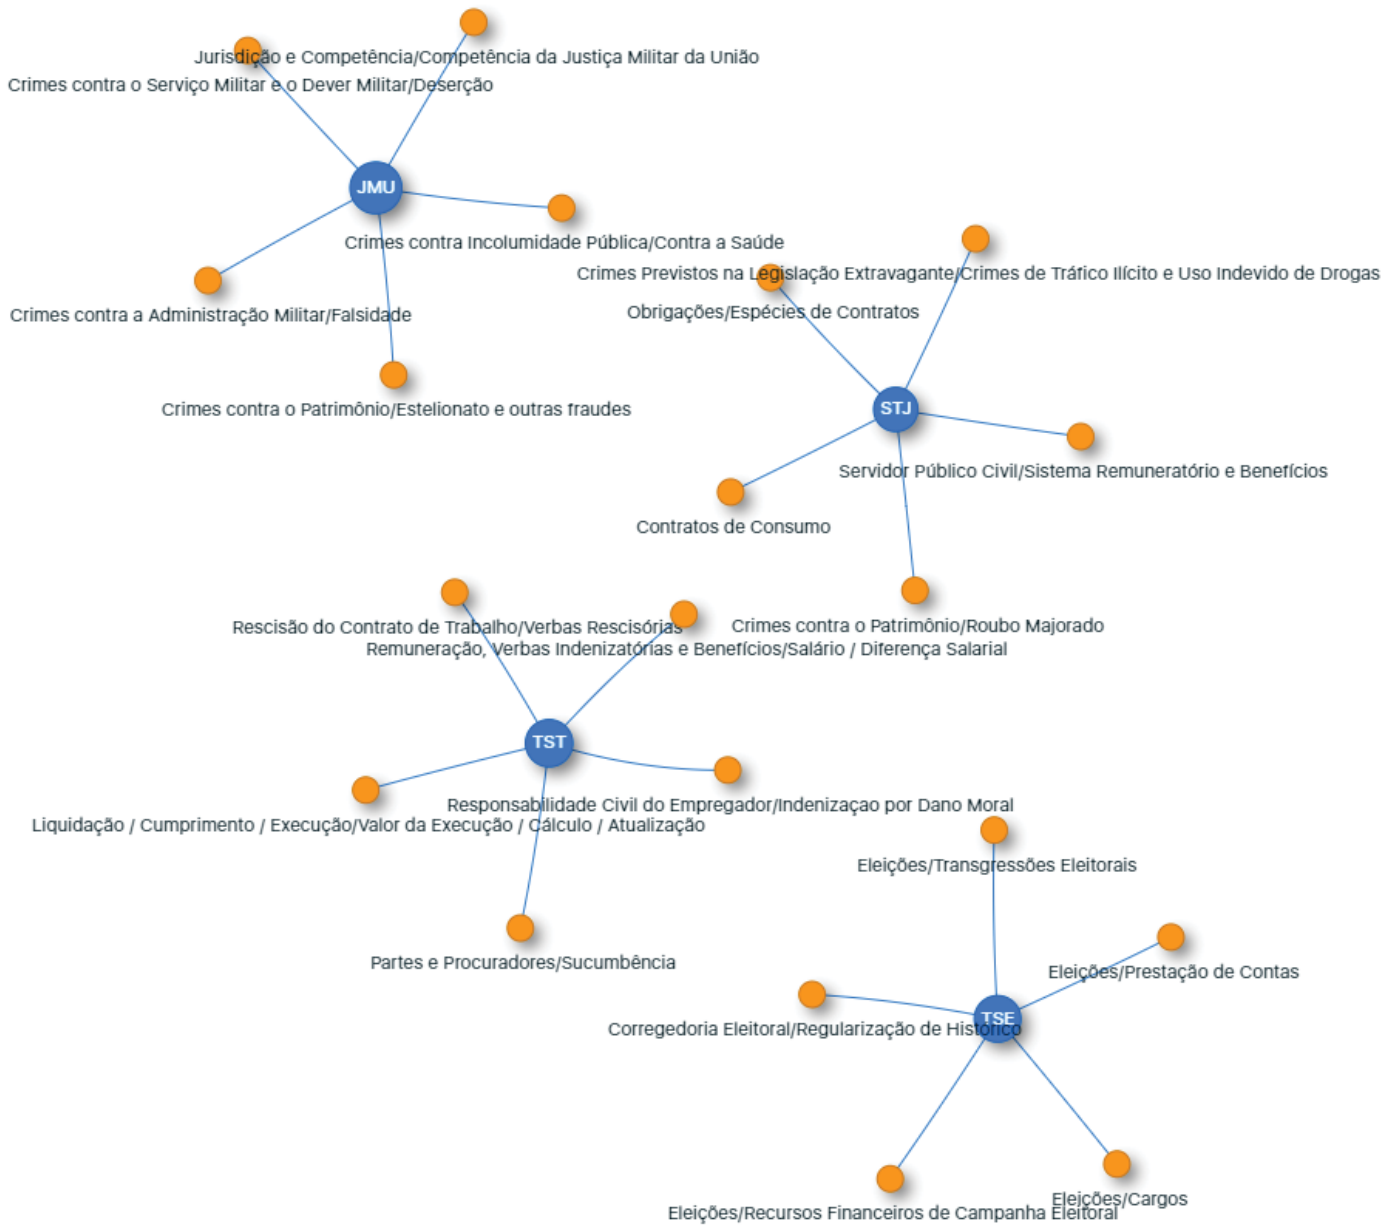 Jurisdição e Competência/Competência da Justiça Militar da União
Crimes contra o Serviço Militar e o Dever Militar/Deserção
JMU
Crimes contra Incolumidade Pública/Contra a Saúde
Crimes contra a Administração Militar/Falsidade
Crimes contra o Patrimônio/Estelionato e outras fraudes
Crimes Previstos na Legislação Extravagante/Crimes de Tráfico Ilícito e Uso Indevido de Drogas
Obrigações/Espécies de Contratos
STJ
Servidor Público Civil/Sistema Remuneratório e Benefícios
Contratos de Consumo
Crimes contra o Patrimônio/Roubo Majorado
Rescisão do Contrato de Trabalho/Verbas Rescisórias
Remuneração, Verbas Indenizatórias e Benefícios/Salário / Diferença Salarial
TST
Responsabilidade Civil do Empregador/Indenizaçao por Dano Moral
Liquidação / Cumprimento / Execução/Valor da Execução / Cálculo / Atualização
Partes e Procuradores/Sucumbência
Eleições/Transgressões Eleitorais
Eleições/Prestação de Contas
TSE
Corregedoria Eleitoral/Regularização de Histórico
Eleições/Cargos
Eleições/Recursos Financeiros de Campanha Eleitoral